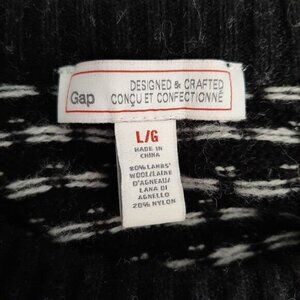 Gap
DESIGNED & CRAFTED
CONÇU ET CONFECTIONNÉ
L/G
MADE IN
CHINA
80% LAMBS'
WOOL/LAINE
D'AGNEAU/
LANA DI
AGNELLO
20% NYLON